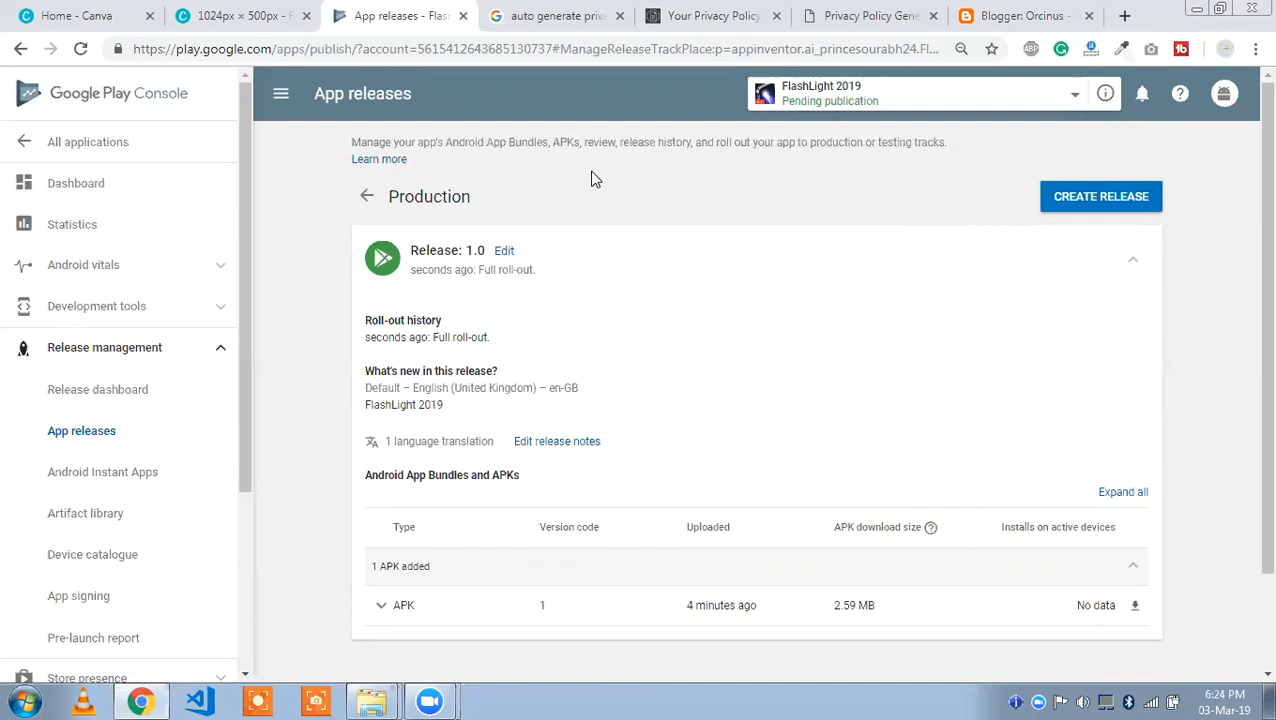 Home - Canva
1024px × 500px - F
App releases - Flas
auto generate priv
Your Privacy Policy
Privacy Policy Gene
Blogger: Orcinus -
https://play.google.com/apps/publish/?account=5615412643685130737#ManageReleaseTrackPlace:p=appinventor.ai_princesourabh24.Fl...
Google Play Console
App releases
FlashLight 2019
Pending publication
All applications
Dashboard
Statistics
Android vitals
Development tools
Release management
Release dashboard
App releases
Android Instant Apps
Artifact library
Device catalogue
App signing
Pre-launch report
Store presence
Manage your app's Android App Bundles, APKs, review, release history, and roll out your app to production or testing tracks.
Learn more
Production
CREATE RELEASE
Release: 1.0 Edit
seconds ago: Full roll-out.
Roll-out history
seconds ago: Full roll-out.
What's new in this release?
Default – English (United Kingdom) – en-GB
FlashLight 2019
1 language translation Edit release notes
Android App Bundles and APKs
Expand all
Type Version code Uploaded APK download size Installs on active devices
1 APK added
APK 1 4 minutes ago 2.59 MB No data
6:24 PM
03-Mar-19